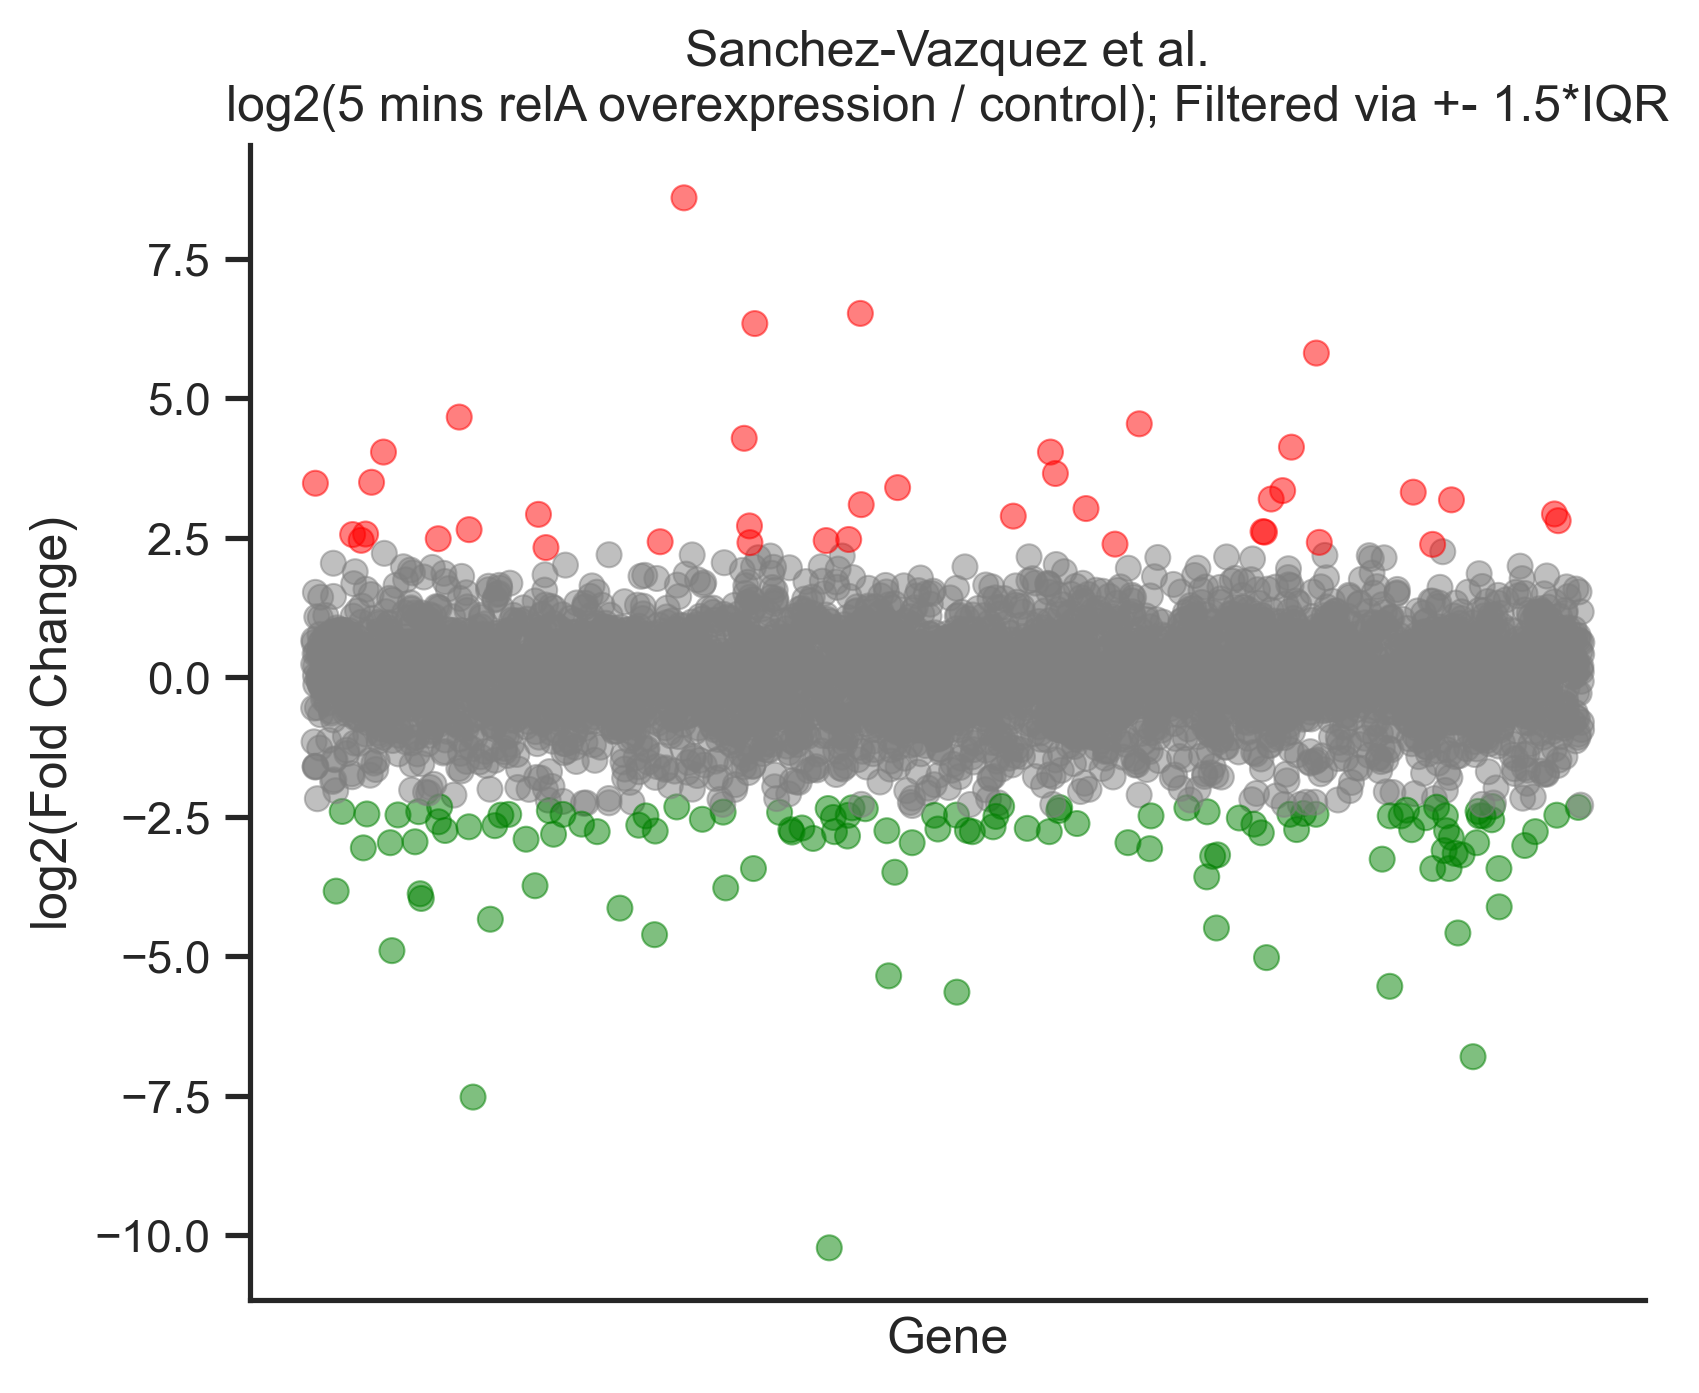 Sanchez-Vazquez et al.
log2(5 mins relA overexpression / control); Filtered via +- 1.5*IQR
7.5
5.0
2.5
0.0
−2.5
−5.0
−7.5
−10.0
log2(Fold Change)
Gene